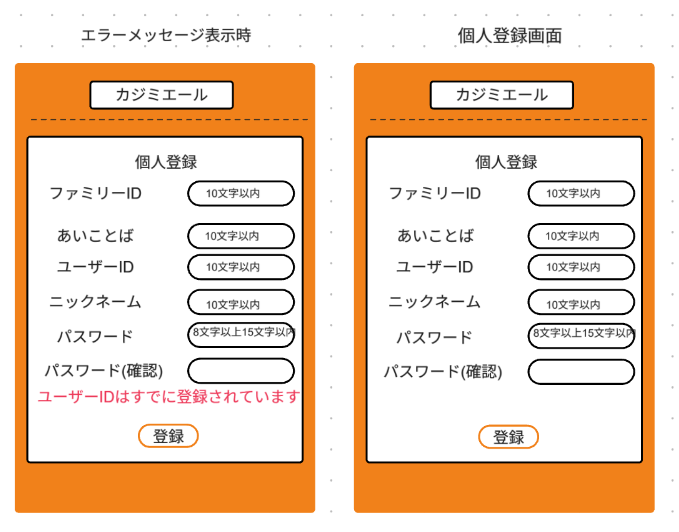 エラーメッセージ表示時
カジミエール
個人登録
ファミリーID 10文字以内
あいことば 10文字以内
ユーザーID 10文字以内
ニックネーム 10文字以内
パスワード 8文字以上15文字以内
パスワード(確認)
ユーザーIDはすでに登録されています
登録
個人登録画面
カジミエール
個人登録
ファミリーID 10文字以内
あいことば 10文字以内
ユーザーID 10文字以内
ニックネーム 10文字以内
パスワード 8文字以上15文字以内
パスワード(確認)
登録